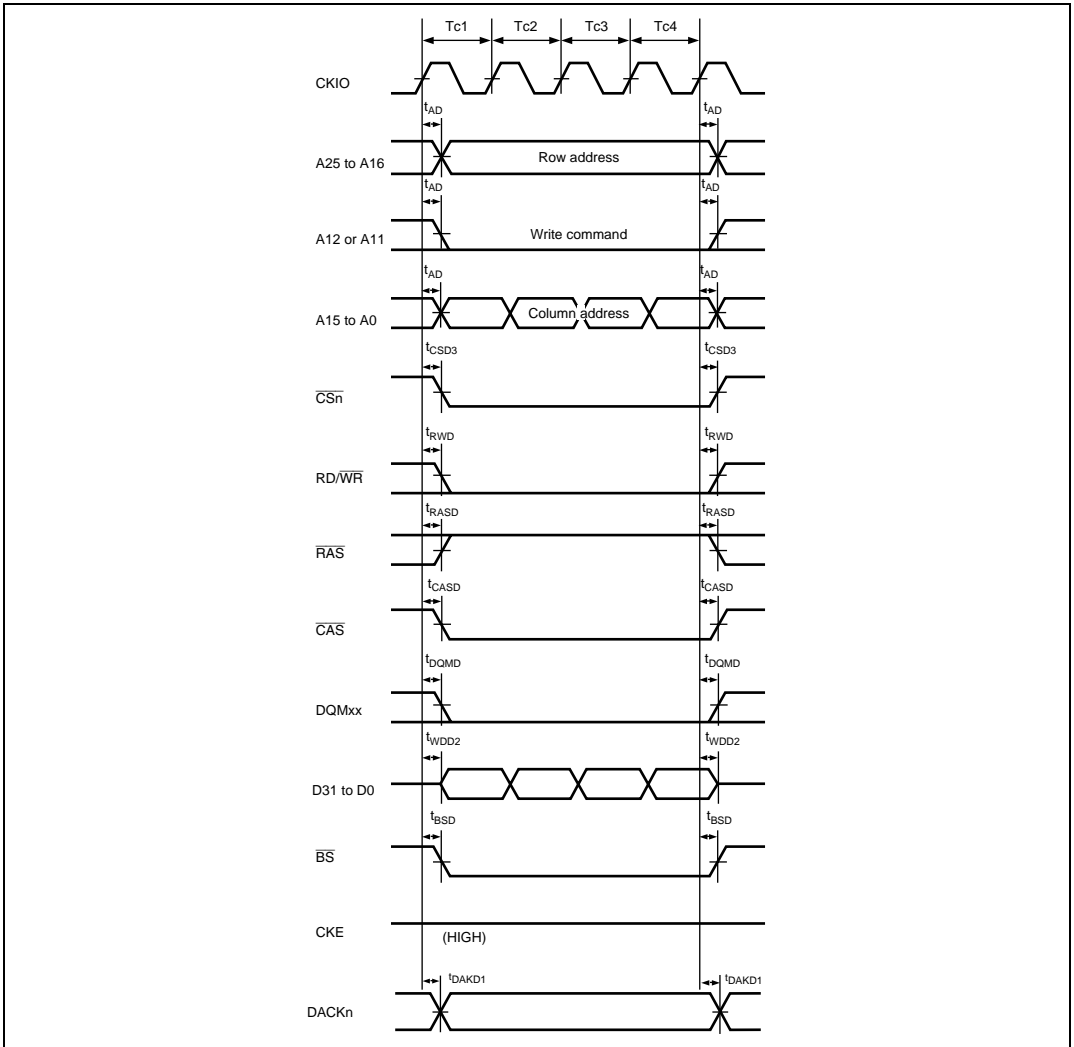 Tc1 Tc2 Tc3 Tc4
CKIO
tAD tAD
A25 to A16 Row address
tAD tAD
A12 or A11 Write command
tAD tAD
A15 to A0 Column address
tCSD3 tCSD3
CSn
tRWD tRWD
RD/WR
tRASD tRASD
RAS
tCASD tCASD
CAS
tDQMD tDQMD
DQMxx
tWDD2 tWDD2
D31 to D0
tBSD tBSD
BS
CKE
(HIGH)
tDAKD1 tDAKD1
DACKn